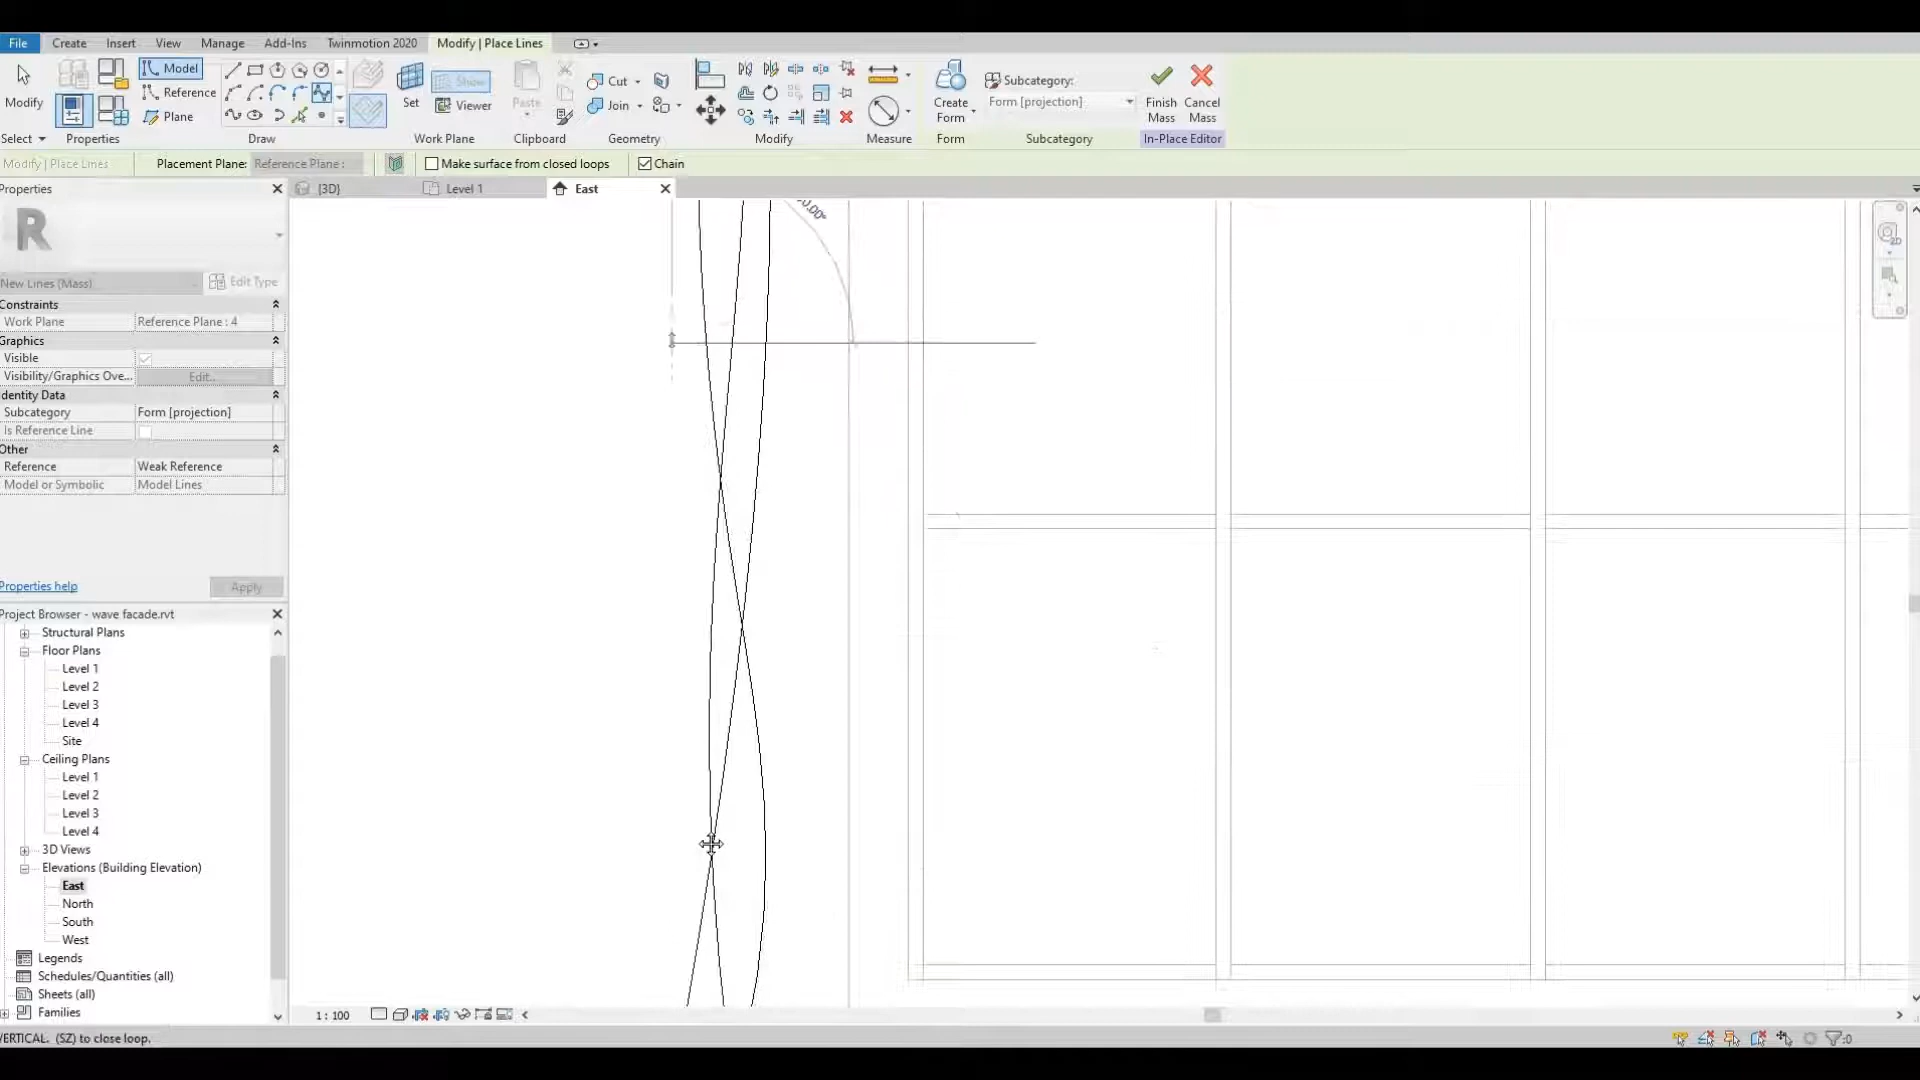 File Create Insert View Manage Add-Ins Twinmotion 2020 Modify | Place Lines
Modify
Model
Reference
Plane
Set
Show
Viewer
Paste
Cut
Join
Create Form
Subcategory:
Form [projection]
Finish Mass
Cancel Mass
Select Properties Draw Work Plane Clipboard Geometry Modify Measure Form Subcategory In-Place Editor
Modify | Place Lines Placement Plane: Reference Plane : Make surface from closed loops Chain
Properties
{3D} Level 1 East
R
New Lines (Mass) Edit Type
Constraints
Work Plane Reference Plane : 4
Graphics
Visible
Visibility/Graphics Ove... Edit...
Identity Data
Subcategory Form [projection]
Is Reference Line
Other
Reference Weak Reference
Model or Symbolic Model Lines
Properties help Apply
Project Browser - wave facade.rvt
Structural Plans
Floor Plans
Level 1
Level 2
Level 3
Level 4
Site
Ceiling Plans
Level 1
Level 2
Level 3
Level 4
3D Views
Elevations (Building Elevation)
East
North
South
West
Legends
Schedules/Quantities (all)
Sheets (all)
Families
2D
1 : 100
VERTICAL. (SZ) to close loop.
:0